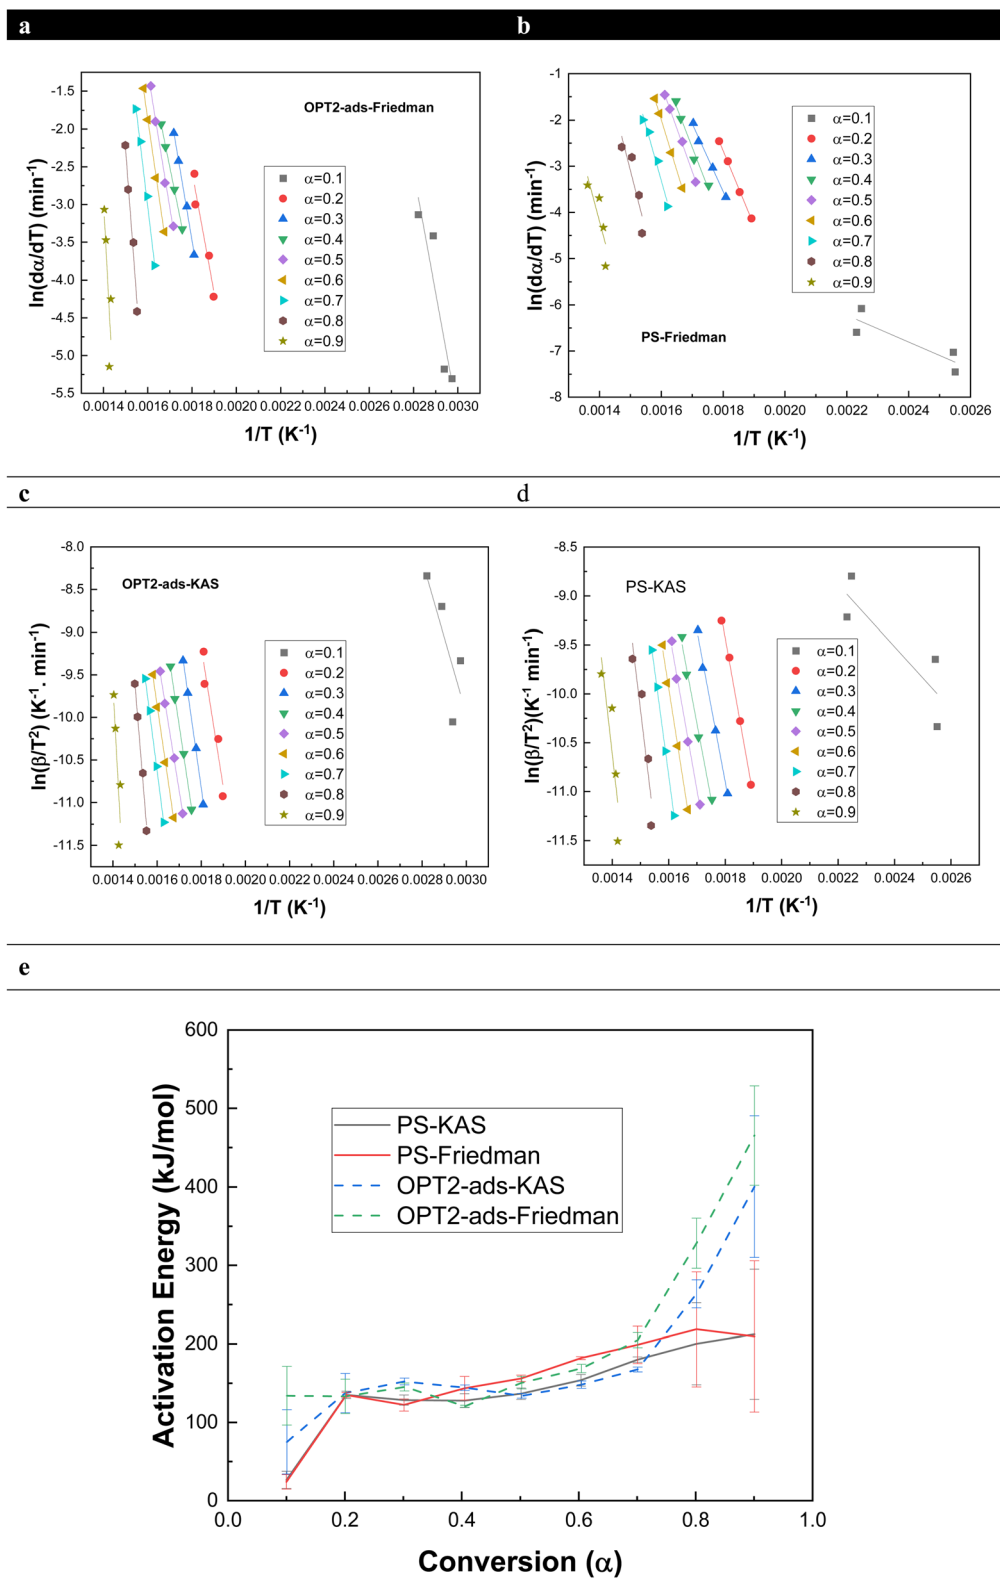 a b
OPT2-ads-Friedman
ln(dα/dT) (min-1)
-1.5
-2.0
-2.5
-3.0
-3.5
-4.0
-4.5
-5.0
-5.5
α=0.1
α=0.2
α=0.3
α=0.4
α=0.5
α=0.6
α=0.7
α=0.8
α=0.9
0.0014 0.0016 0.0018 0.0020 0.0022 0.0024 0.0026 0.0028 0.0030
1/T (K-1)
PS-Friedman
ln(dα/dT) (min-1)
-1
-2
-3
-4
-5
-6
-7
-8
α=0.1
α=0.2
α=0.3
α=0.4
α=0.5
α=0.6
α=0.7
α=0.8
α=0.9
0.0014 0.0016 0.0018 0.0020 0.0022 0.0024 0.0026
1/T (K-1)
c d
OPT2-ads-KAS
ln(β/T2) (K-1. min-1)
-8.0
-8.5
-9.0
-9.5
-10.0
-10.5
-11.0
-11.5
α=0.1
α=0.2
α=0.3
α=0.4
α=0.5
α=0.6
α=0.7
α=0.8
α=0.9
0.0014 0.0016 0.0018 0.0020 0.0022 0.0024 0.0026 0.0028 0.0030
1/T (K-1)
PS-KAS
ln(β/T2)(K-1 min-1)
-8.5
-9.0
-9.5
-10.0
-10.5
-11.0
-11.5
α=0.1
α=0.2
α=0.3
α=0.4
α=0.5
α=0.6
α=0.7
α=0.8
α=0.9
0.0014 0.0016 0.0018 0.0020 0.0022 0.0024 0.0026
1/T (K-1)
e
Activation Energy (kJ/mol)
600
500
400
300
200
100
0
PS-KAS
PS-Friedman
OPT2-ads-KAS
OPT2-ads-Friedman
0.0 0.2 0.4 0.6 0.8 1.0
Conversion (α)